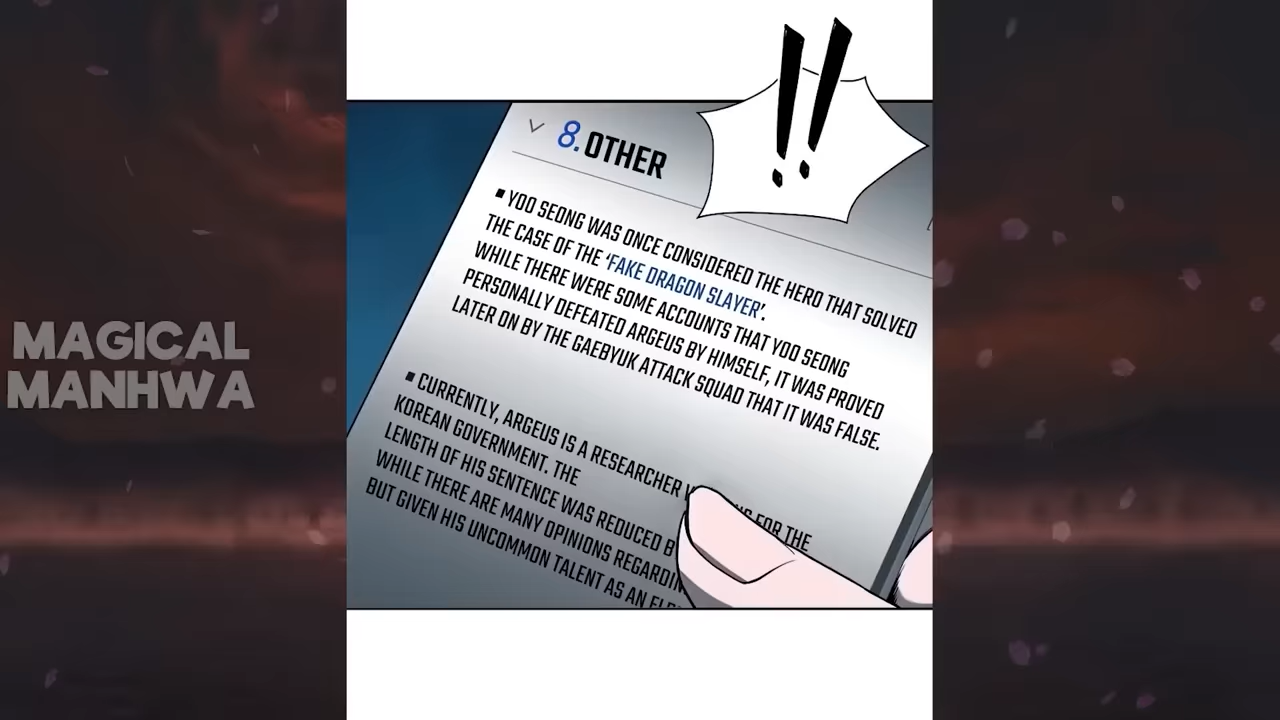 !!
8. OTHER
▪ YOO SEONG WAS ONCE CONSIDERED THE HERO THAT SOLVED
THE CASE OF THE ‘FAKE DRAGON SLAYER’.
WHILE THERE WERE SOME ACCOUNTS THAT YOO SEONG
PERSONALLY DEFEATED ARGEUS BY HIMSELF, IT WAS PROVED
LATER ON BY THE GAEBYUK ATTACK SQUAD THAT IT WAS FALSE.
▪ CURRENTLY, ARGEUS IS A RESEARCHER FOR THE
KOREAN GOVERNMENT. THE
LENGTH OF HIS SENTENCE WAS REDUCED
WHILE THERE ARE MANY OPINIONS
BUT GIVEN HIS UNCOMMON TALENT AS AN
MAGICAL
MANHWA